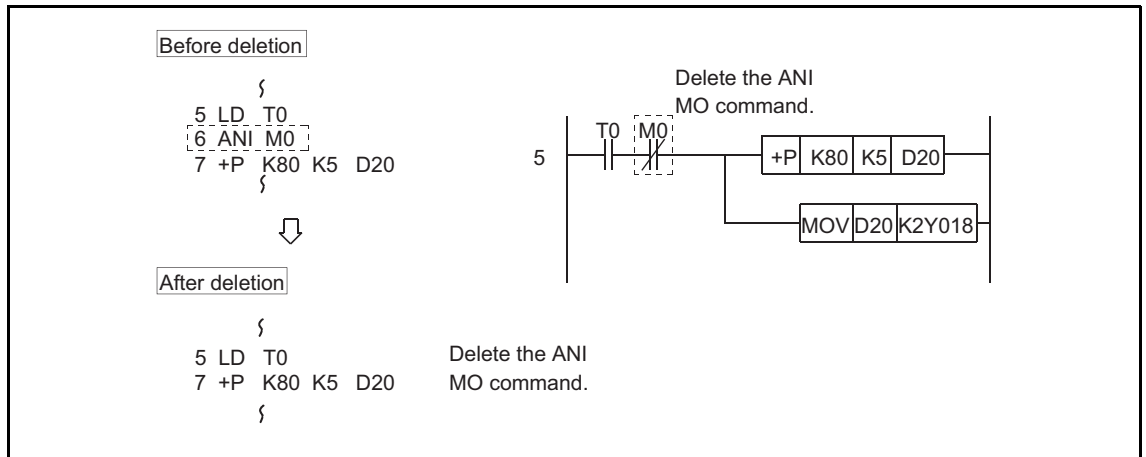 Before deletion
5 LD T0
6 ANI M0
7 +P K80 K5 D20
After deletion
5 LD T0
7 +P K80 K5 D20
Delete the ANI
MO command.
Delete the ANI
MO command.
T0 M0
5 +P K80 K5 D20
MOV D20 K2Y018